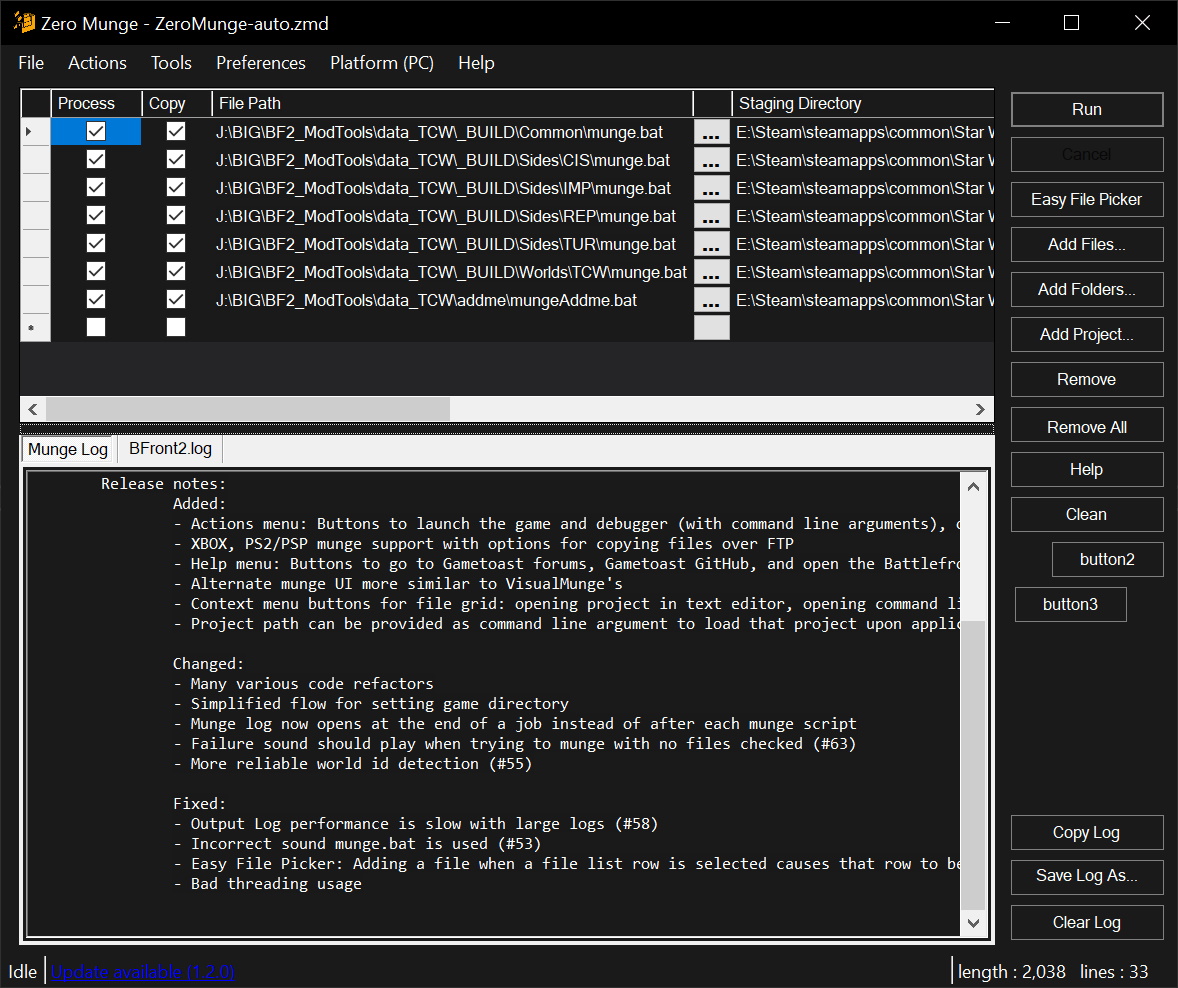 Zero Munge - ZeroMunge-auto.zmd
File Actions Tools Preferences Platform (PC) Help
Process Copy File Path Staging Directory
J:\BIG\BF2_ModTools\data_TCW\_BUILD\Common\munge.bat ... E:\Steam\steamapps\common\Star W
J:\BIG\BF2_ModTools\data_TCW\_BUILD\Sides\CIS\munge.bat ... E:\Steam\steamapps\common\Star W
J:\BIG\BF2_ModTools\data_TCW\_BUILD\Sides\IMP\munge.bat ... E:\Steam\steamapps\common\Star W
J:\BIG\BF2_ModTools\data_TCW\_BUILD\Sides\REP\munge.bat ... E:\Steam\steamapps\common\Star W
J:\BIG\BF2_ModTools\data_TCW\_BUILD\Sides\TUR\munge.bat ... E:\Steam\steamapps\common\Star W
J:\BIG\BF2_ModTools\data_TCW\_BUILD\Worlds\TCW\munge.bat ... E:\Steam\steamapps\common\Star W
J:\BIG\BF2_ModTools\data_TCW\addme\mungeAddme.bat ... E:\Steam\steamapps\common\Star W
Run
Cancel
Easy File Picker
Add Files...
Add Folders...
Add Project...
Remove
Remove All
Help
Clean
button2
button3
Munge Log BFront2.log
Release notes:
Added:
- Actions menu: Buttons to launch the game and debugger (with command line arguments),
- XBOX, PS2/PSP munge support with options for copying files over FTP
- Help menu: Buttons to go to Gametoast forums, Gametoast GitHub, and open the Battlefro
- Alternate munge UI more similar to VisualMunge's
- Context menu buttons for file grid: opening project in text editor, opening command li
- Project path can be provided as command line argument to load that project upon applic
Changed:
- Many various code refactors
- Simplified flow for setting game directory
- Munge log now opens at the end of a job instead of after each munge script
- Failure sound should play when trying to munge with no files checked (#63)
- More reliable world id detection (#55)
Fixed:
- Output Log performance is slow with large logs (#58)
- Incorrect sound munge.bat is used (#53)
- Easy File Picker: Adding a file when a file list row is selected causes that row to be
- Bad threading usage
Copy Log
Save Log As...
Clear Log
Idle Update available (1.2.0) length : 2,038 lines : 33